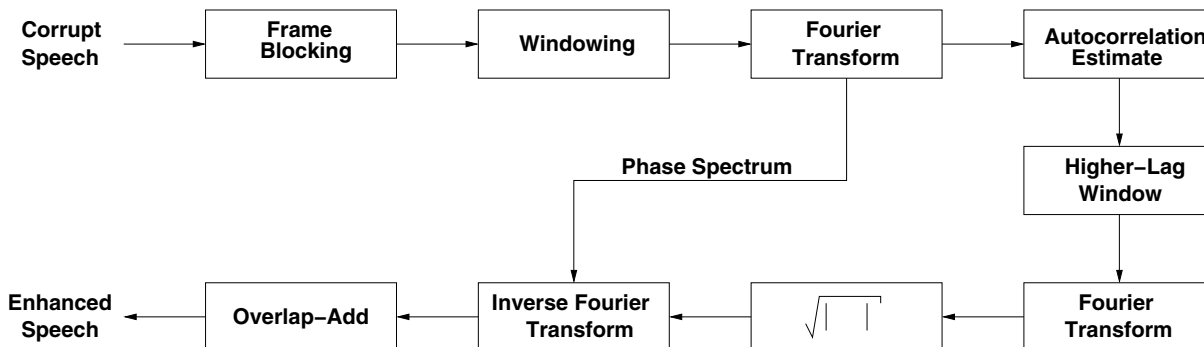 Corrupt
Speech
Frame
Blocking
Windowing
Fourier
Transform
Autocorrelation
Estimate
Phase Spectrum
Higher–Lag
Window
Enhanced
Speech
Overlap–Add
Inverse Fourier
Transform
√| |
Fourier
Transform